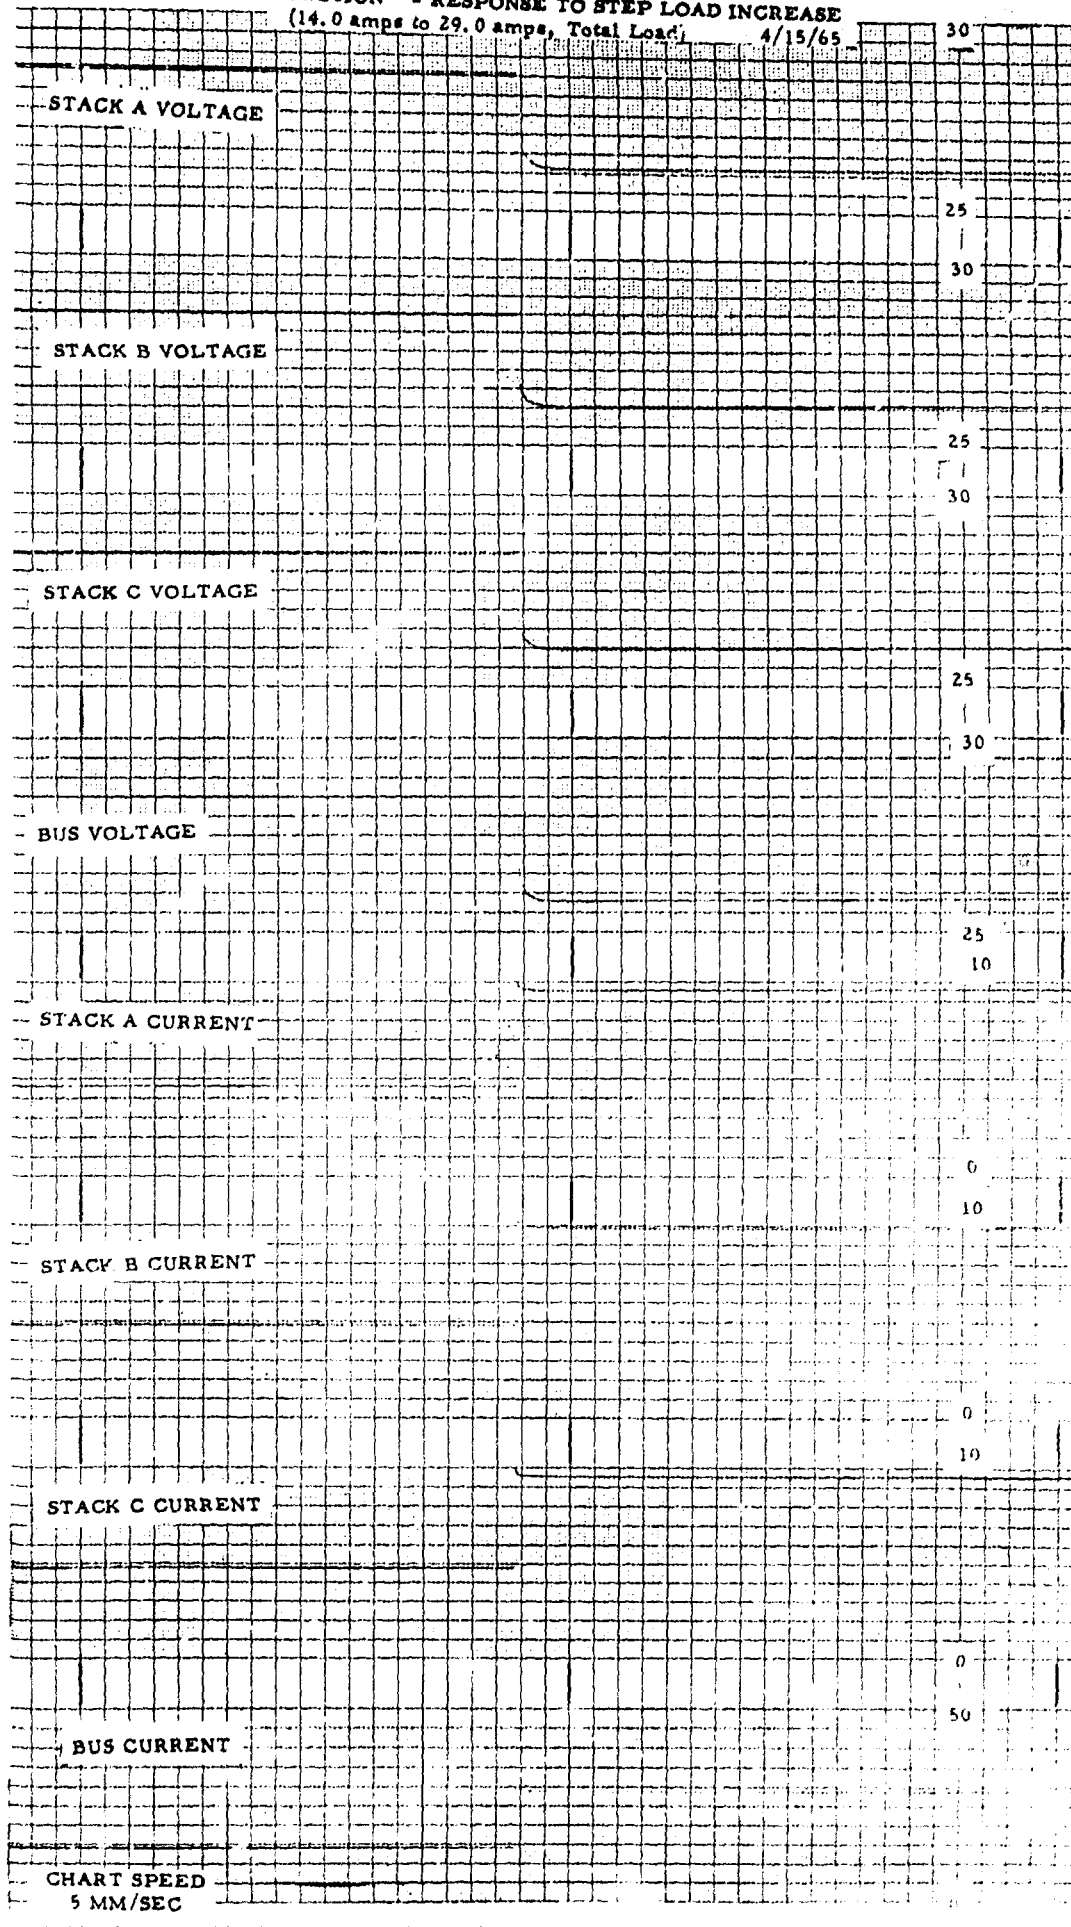 - RESPONSE TO STEP LOAD INCREASE
(14.0 amps to 29.0 amps, Total Load) 4/15/65
30
STACK A VOLTAGE
25
30
STACK B VOLTAGE
25
30
STACK C VOLTAGE
25
30
BUS VOLTAGE
25
10
STACK A CURRENT
0
10
STACK B CURRENT
0
10
STACK C CURRENT
0
50
BUS CURRENT
CHART SPEED
5 MM/SEC